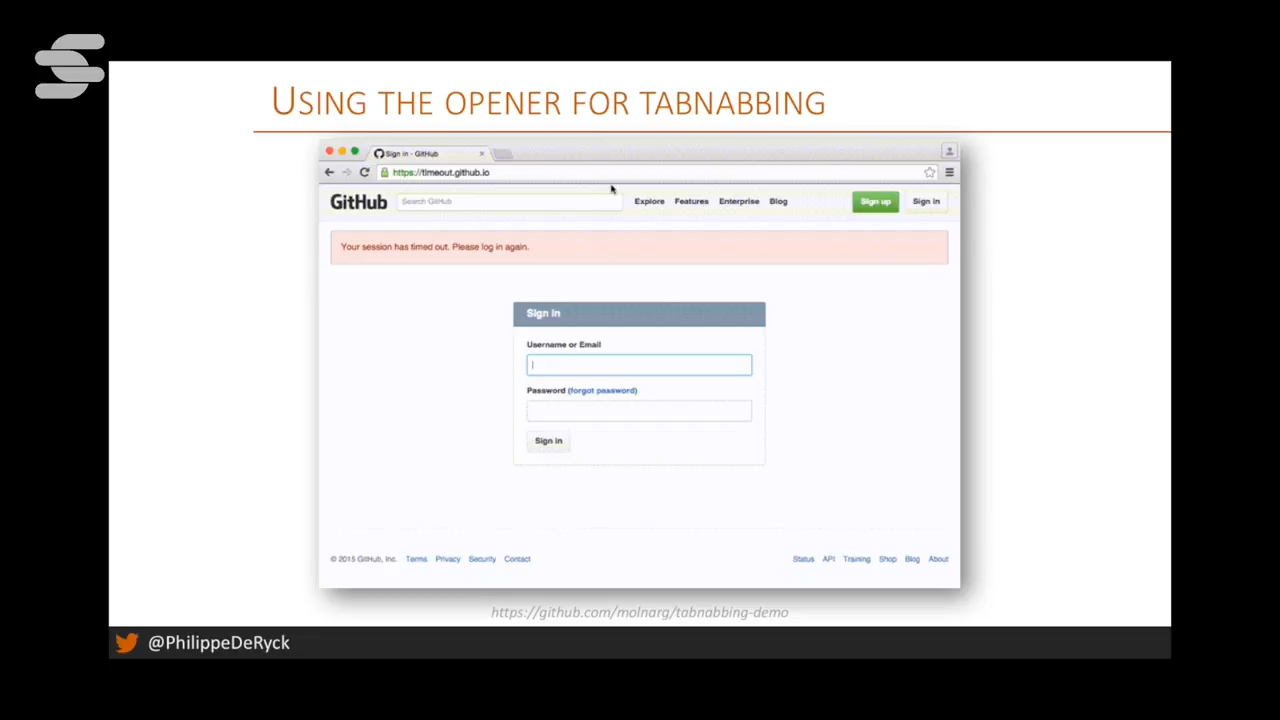 USING THE OPENER FOR TABNABBING
Sign in - GitHub
https://timeout.github.io
GitHub Search GitHub Explore Features Enterprise Blog Sign up Sign in
Your session has timed out. Please log in again.
Sign in
Username or Email
Password (forgot password)
Sign in
© 2015 GitHub, Inc. Terms Privacy Security Contact Status API Training Shop Blog About
https://github.com/molnarg/tabnabbing-demo
@PhilippeDeRyck